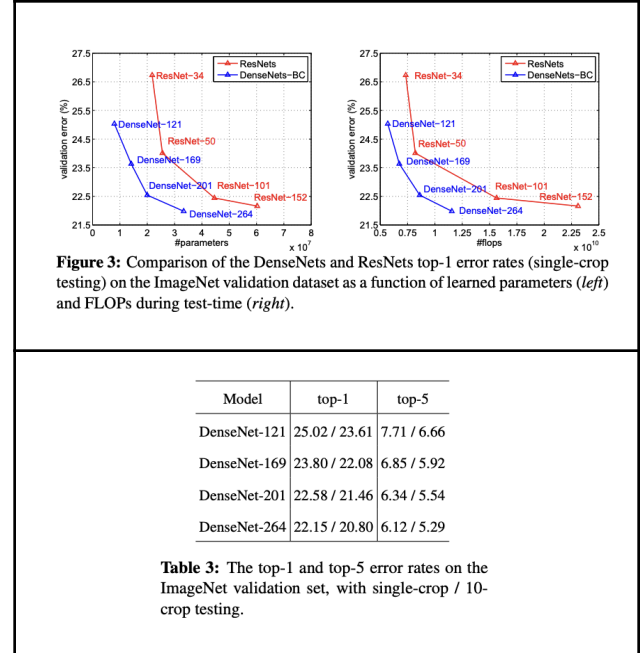 27.5
26.5
25.5
24.5
23.5
22.5
21.5
validation error (%)
0 1 2 3 4 5 6 7 8
x 10^7
#parameters
ResNets
DenseNets−BC
ResNet−34
ResNet−50
ResNet−101
ResNet−152
DenseNet−121
DenseNet−169
DenseNet−201
DenseNet−264
27.5
26.5
25.5
24.5
23.5
22.5
21.5
validation error (%)
0.5 0.75 1 1.25 1.5 1.75 2 2.25 2.5
x 10^10
#flops
ResNets
DenseNets−BC
ResNet−34
ResNet−50
ResNet−101
ResNet−152
DenseNet−121
DenseNet−169
DenseNet−201
DenseNet−264
Figure 3: Comparison of the DenseNets and ResNets top-1 error rates (single-crop
testing) on the ImageNet validation dataset as a function of learned parameters (left)
and FLOPs during test-time (right).
Model top-1 top-5
DenseNet-121 25.02 / 23.61 7.71 / 6.66
DenseNet-169 23.80 / 22.08 6.85 / 5.92
DenseNet-201 22.58 / 21.46 6.34 / 5.54
DenseNet-264 22.15 / 20.80 6.12 / 5.29
Table 3: The top-1 and top-5 error rates on the
ImageNet validation set, with single-crop / 10-
crop testing.